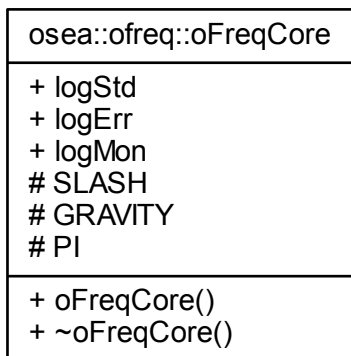 osea::ofreq::oFreqCore
+ logStd
+ logErr
+ logMon
# SLASH
# GRAVITY
# PI
+ oFreqCore()
+ ~oFreqCore()